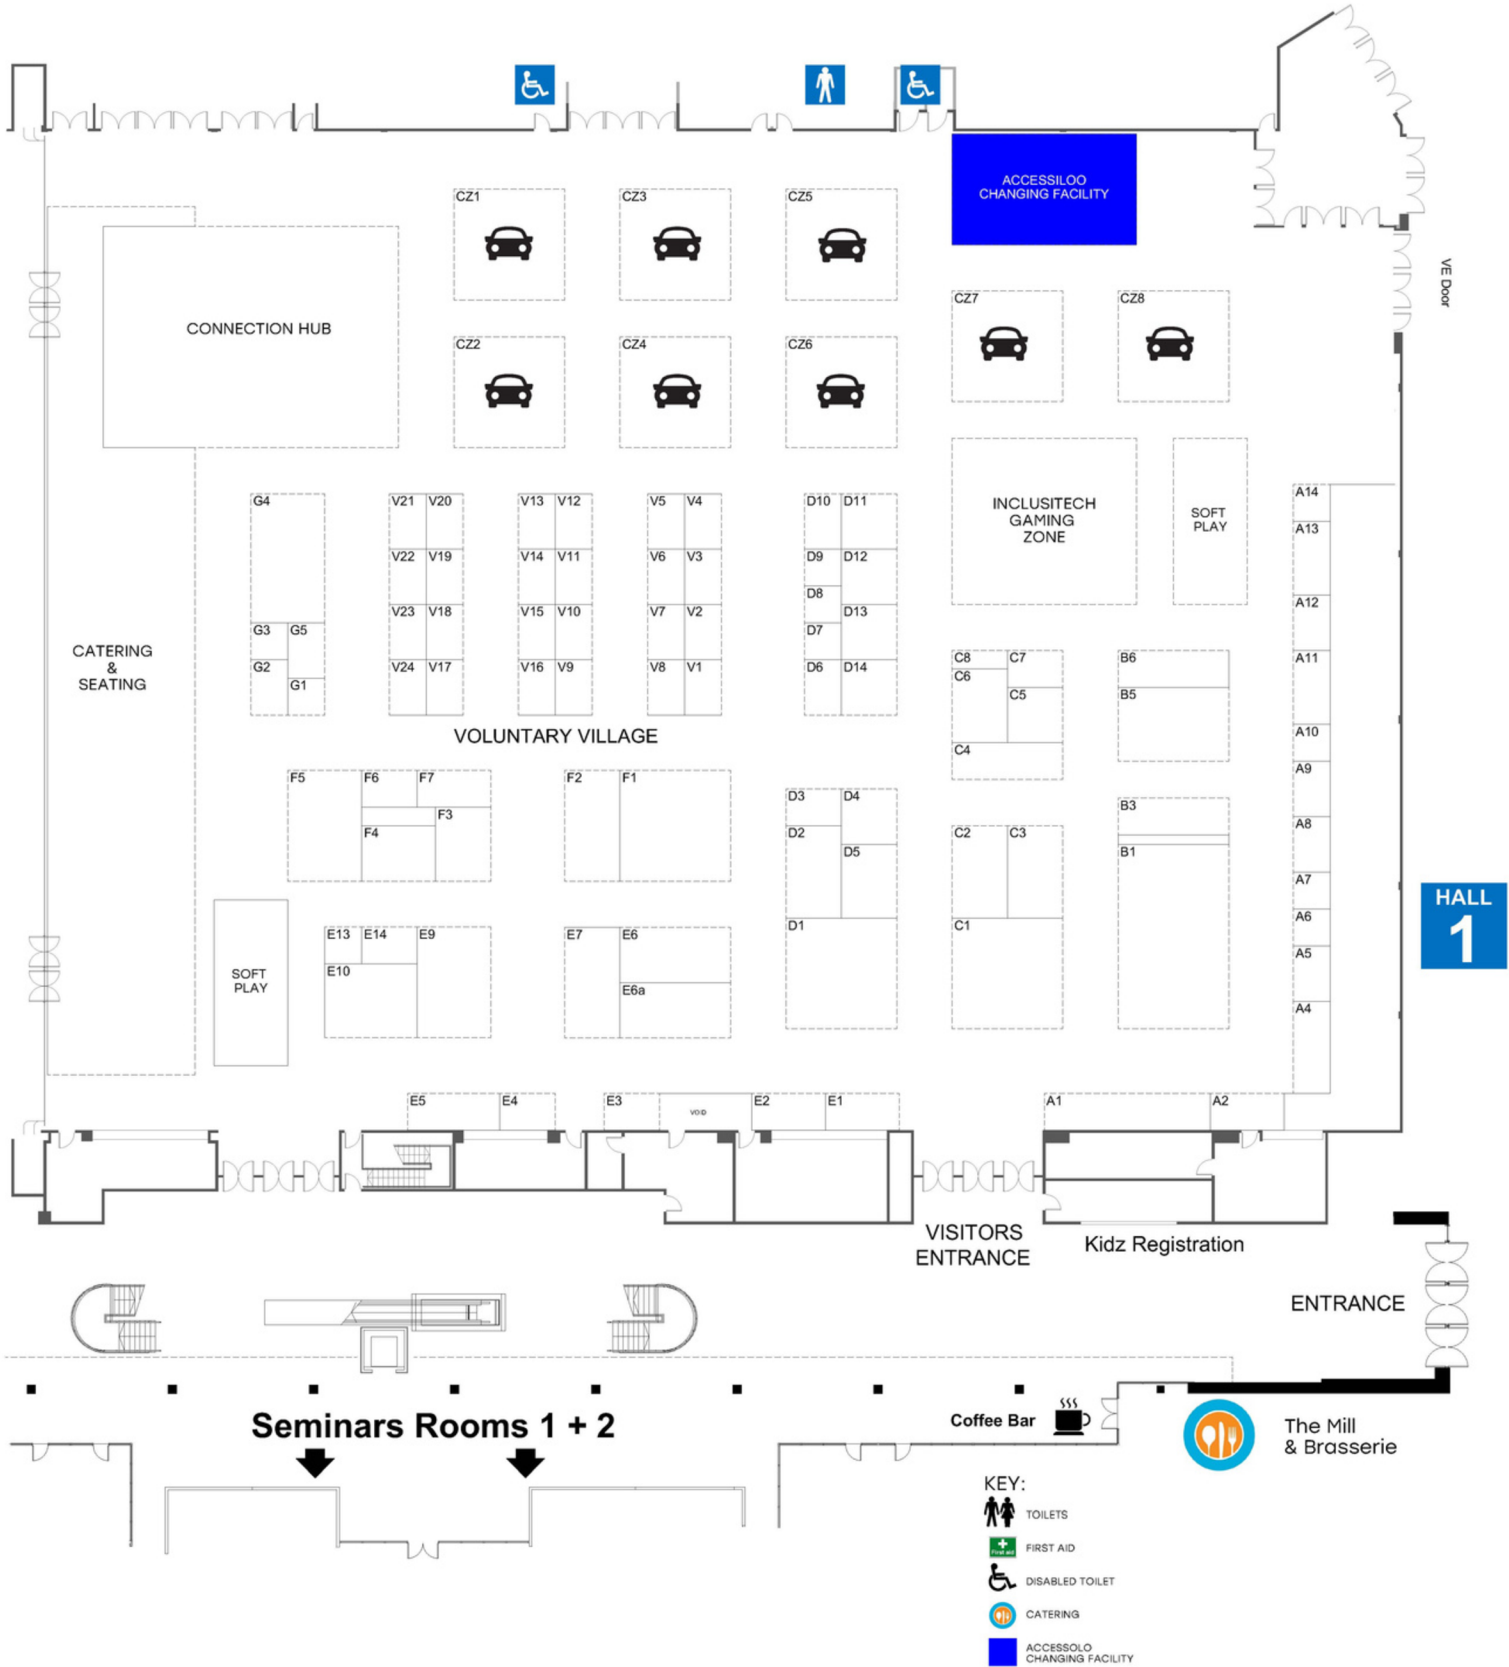 ACCESSILOO
CHANGING FACILITY
CZ1
CZ3
CZ5
VE Door
CONNECTION HUB
CZ7
CZ8
CZ2
CZ4
CZ6
INCLUSITECH
GAMING
ZONE
SOFT
PLAY
G4
V21 V20
V13 V12
V5 V4
D10 D11
A14
A13
V22 V19
V14 V11
V6 V3
D9 D12
D8
A12
V23 V18
V15 V10
V7 V2
D13
G3 G5
D7
CATERING
&
SEATING
G2
V24 V17
V16 V9
V8 V1
D6 D14
C8 C7
B6
A11
C6
G1
C5
B5
VOLUNTARY VILLAGE
C4
A10
A9
F5 F6 F7
F2 F1
D3 D4
B3
F3
F4
D2
C2 C3
A8
D5
B1
A7
HALL
1
A6
D1
C1
E13 E14 E9
E7 E6
A5
E10
SOFT
PLAY
E6a
A4
E5 E4
E3
VOID
E2 E1
A1
A2
VISITORS
ENTRANCE
Kidz Registration
ENTRANCE
Seminars Rooms 1 + 2
Coffee Bar
The Mill
& Brasserie
KEY:
TOILETS
First aid
FIRST AID
DISABLED TOILET
CATERING
ACCESSOLO
CHANGING FACILITY